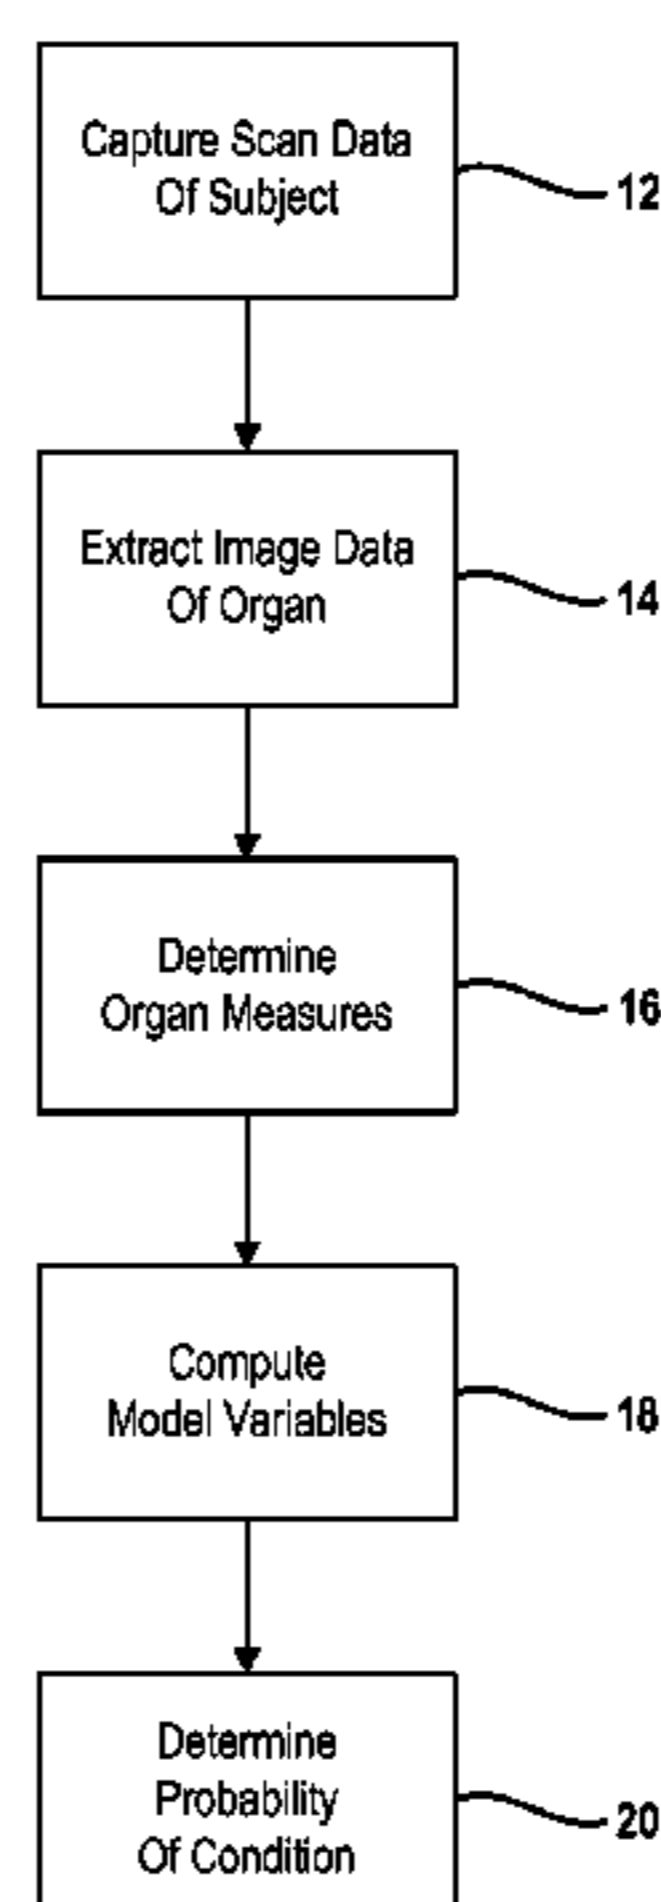 Capture Scan Data
Of Subject
12
Extract Image Data
Of Organ
14
Determine
Organ Measures
16
Compute
Model Variables
18
Determine
Probability
Of Condition
20